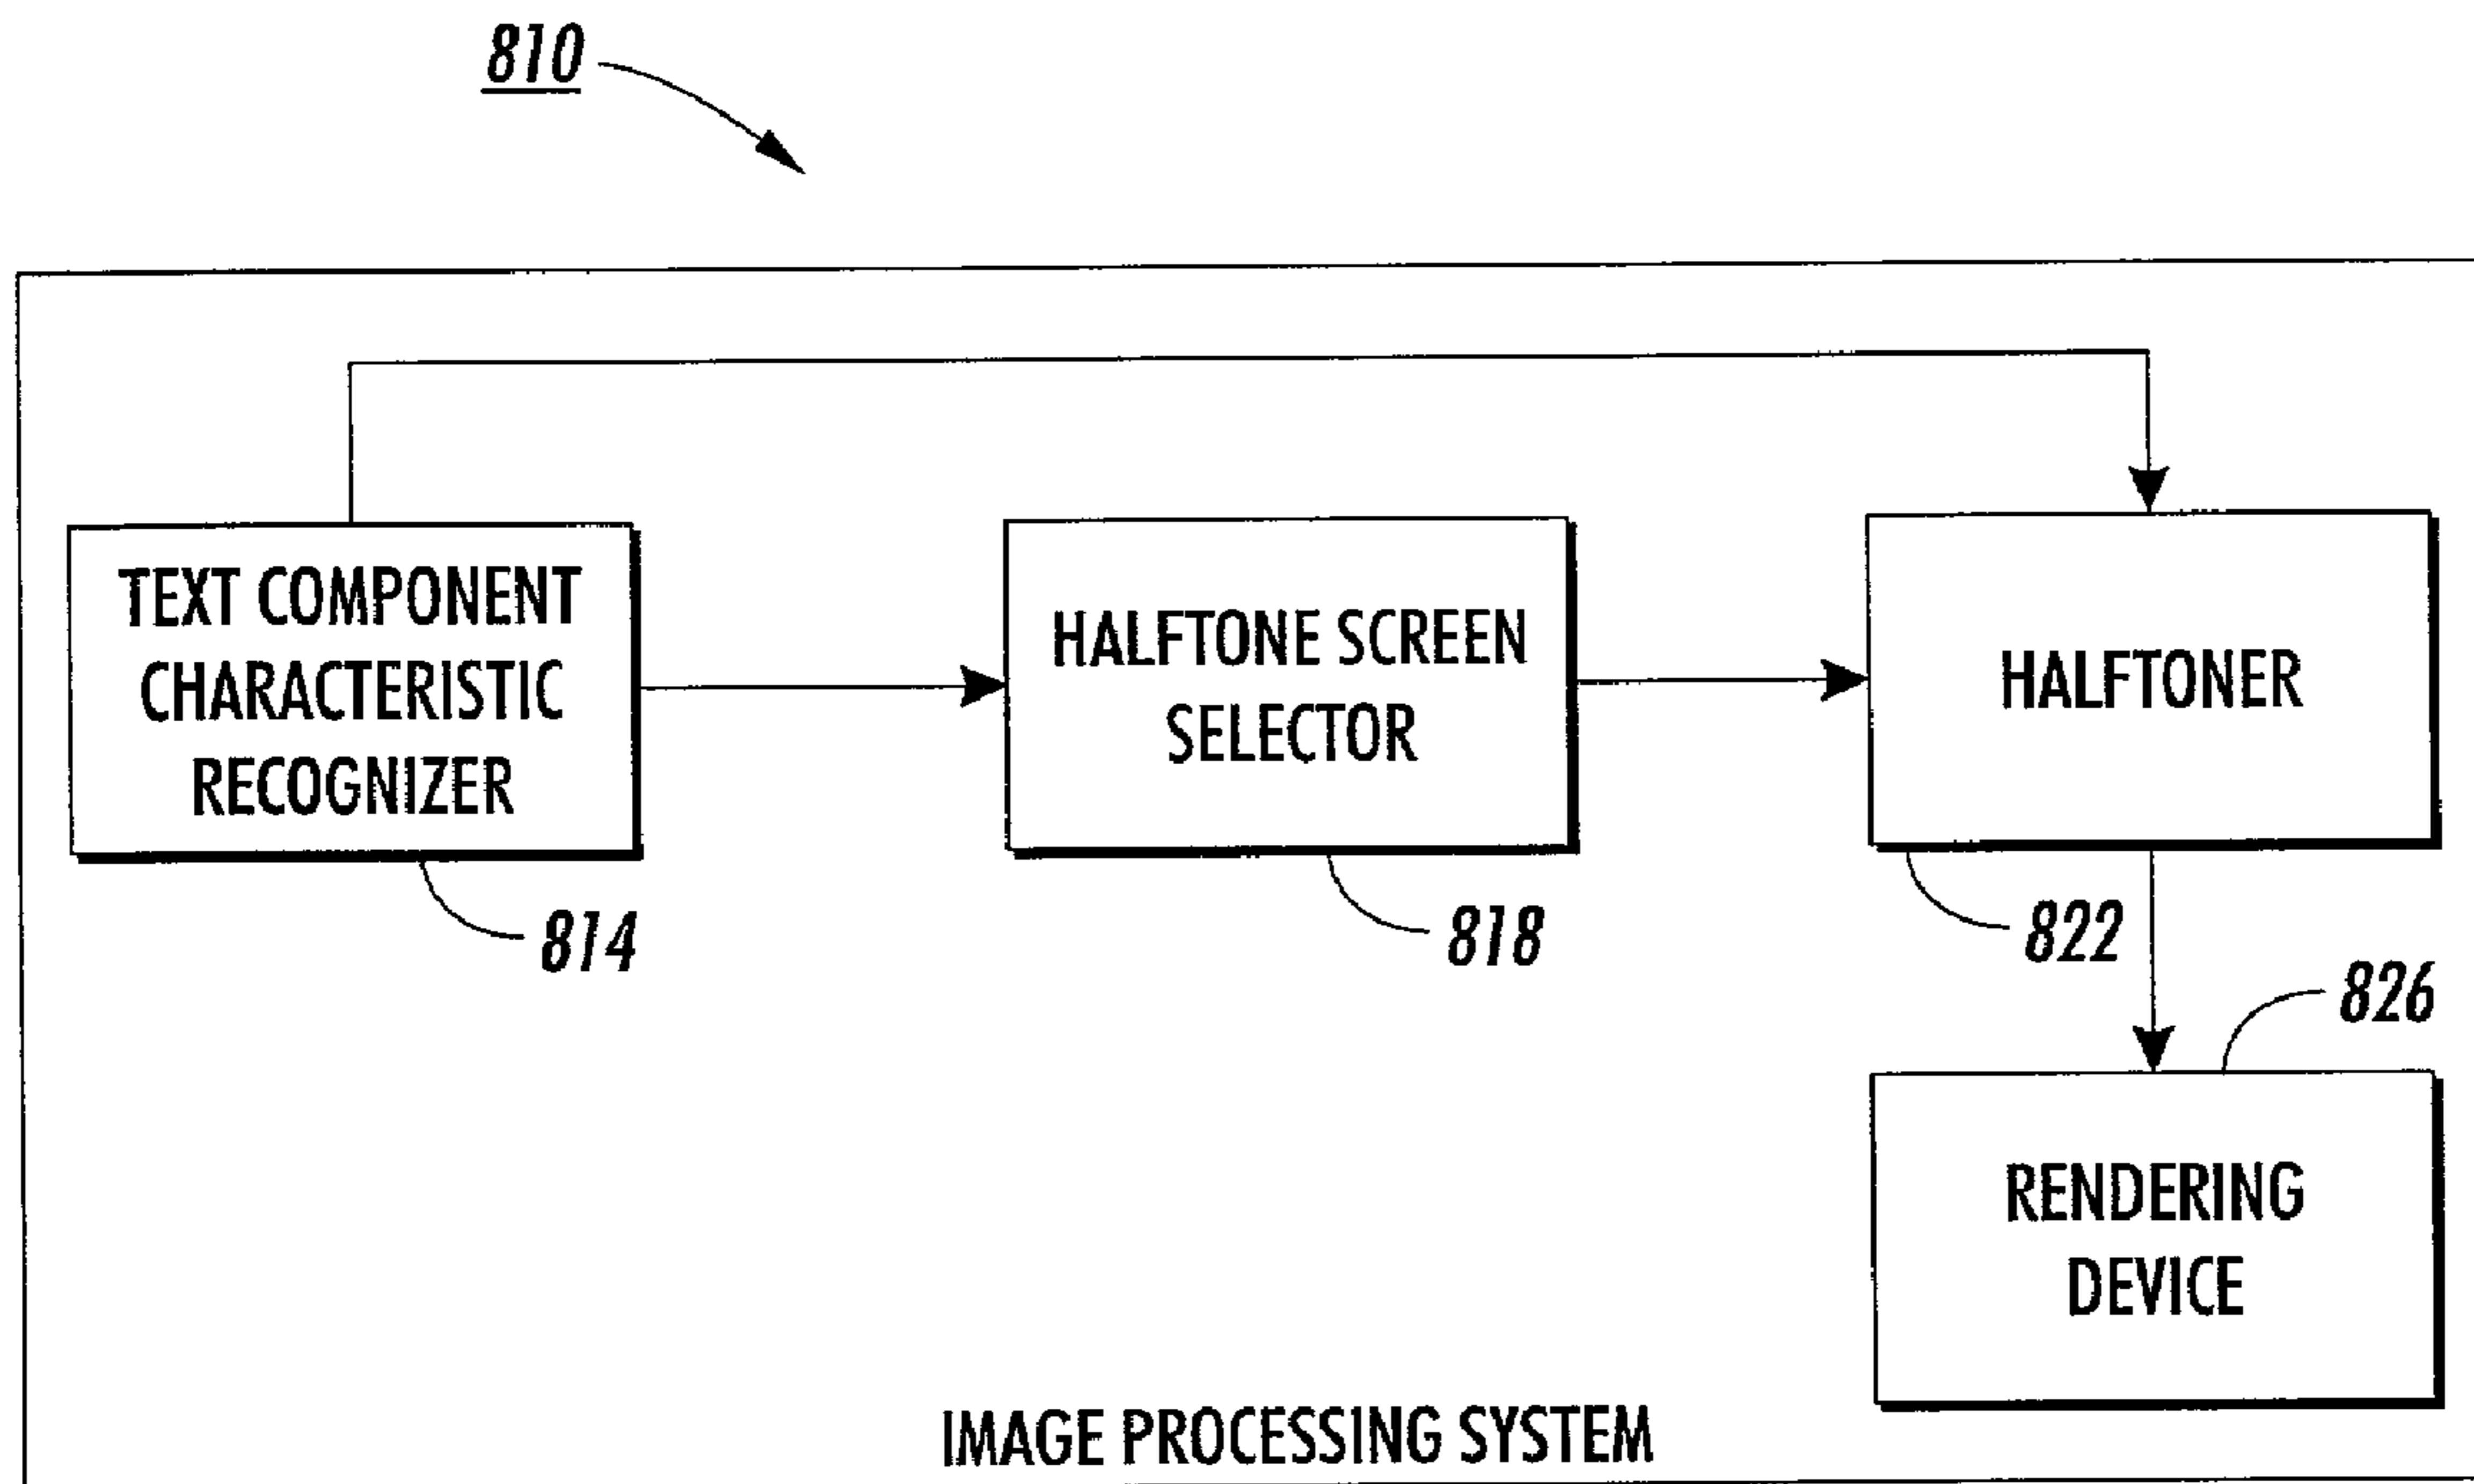 810
TEXT COMPONENT
CHARACTERISTIC
RECOGNIZER
HALFTONE SCREEN
SELECTOR
HALFTONER
814
818
822
826
RENDERING
DEVICE
IMAGE PROCESSING SYSTEM